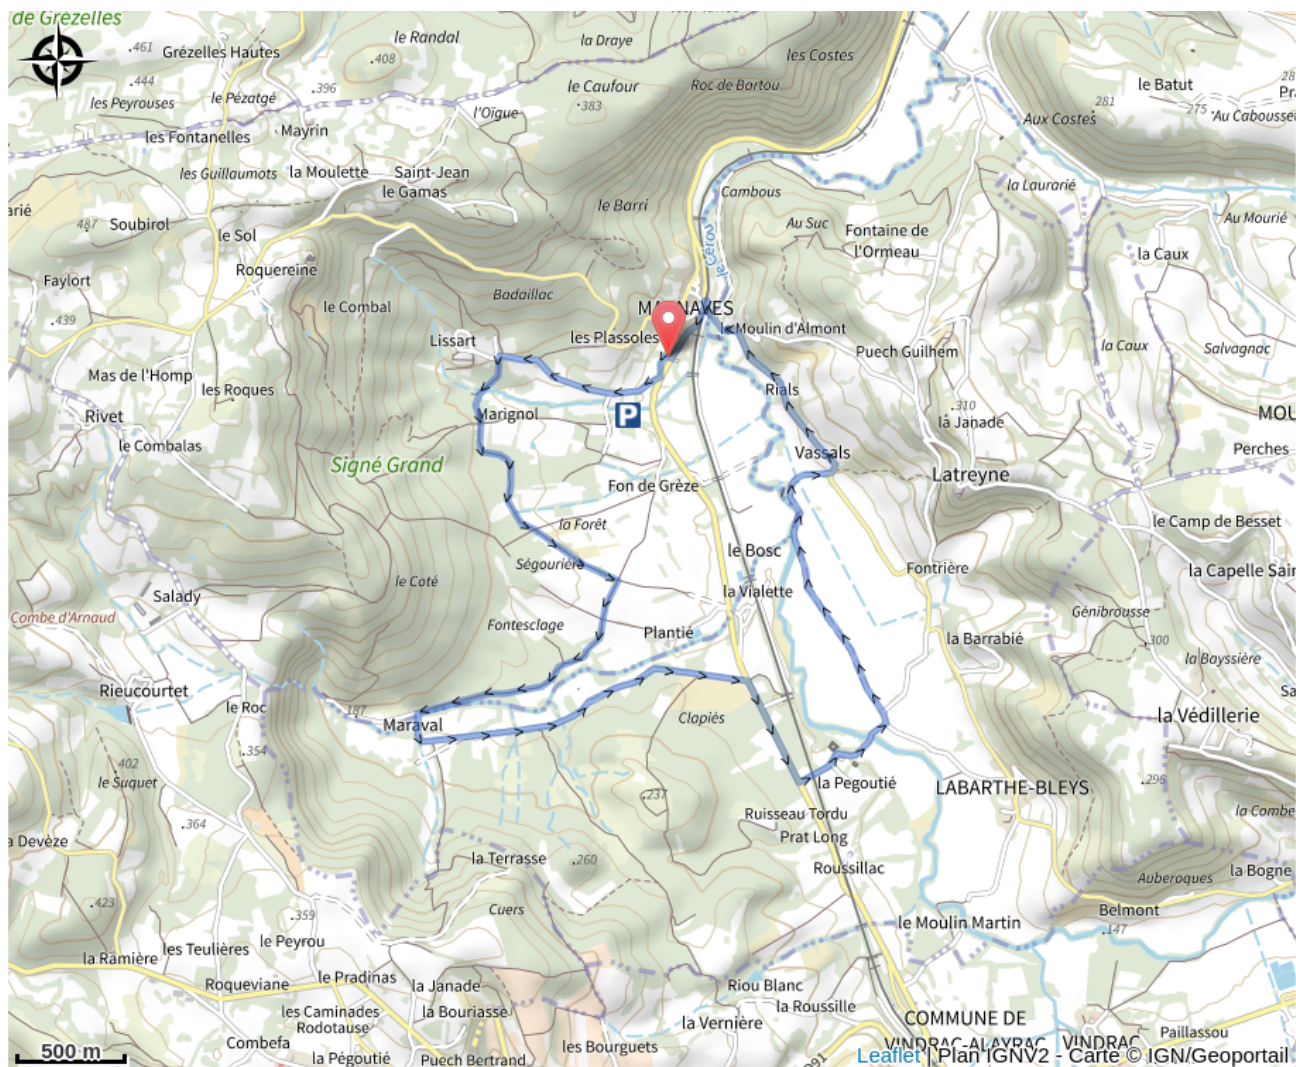 de Grezelles
.461
Grézelles Hautes
le Randal
la Draye
les Costes
.408
.444
les Peyrouses
le Pézatgé
.396
le Caufour
.383
Roc de Bortou
le Batut
281
275
Aux Costes
Au Cabousset
les Fontanelles
Mayrin
l'Oïgue
les Guillaumots
la Moulette
Saint-Jean
le Gamas
Cambous
la Laurarié
arié
487
Soubirol
le Sol
le Barri
Au Suc
Fontaine de
l'Ormeau
Au Mourié
la Caux
le Cérou
Roquereine
Faylort
Badaillac
le Combal
.439
Lissart
les Plassoles
le Moulin d'Almont
la Caux
Salvagnac
Puech Guilhem
Mas de l'Homp
les Roques
Rials
.310
Rivet
Marignol
P
la Janade
MOU
le Combalas
Signé Grand
Vassals
Perches
Latreyne
Fon de Grèze
la Forêt
le Camp de Besset
le Bosc
Ségourière
Fontrière
la Capelle Sain
le Coté
la Vialette
Salady
Combe d'Arnaud
Fontesclage
Plantié
Génibrousse
.300
la Barrabié
la Bayssière
Rieucourtet
le Roc
.187
Maraval
Clapiès
la Védillerie
.354
402
le Suquet
.237
la Pegoutié
LABARTHE-BLEYS
.296
Ruisseau Tordu
Prat Long
la Combe
.364
a Devèze
la Terrasse
.260
Roussillac
Auberoques
la Bogne
.423
Cuers
.359
Belmont
.147
le Moulin Martin
les Teulières
le Peyrou
la Ramière
Roqueviane
le Pradinas
la Janade
Riou Blanc
la Roussille
les Caminades
Rodotause
la Bouriasse
la Vernière
COMMUNE DE
VINDRAC-ALAYRAC
VINDRAC
Paillassou
Combefa
les Bourguets
500 m
la Pégoutié
Puech Bertrand
Leaflet | Plan IGNV2 - Carte © IGN/Geoportail